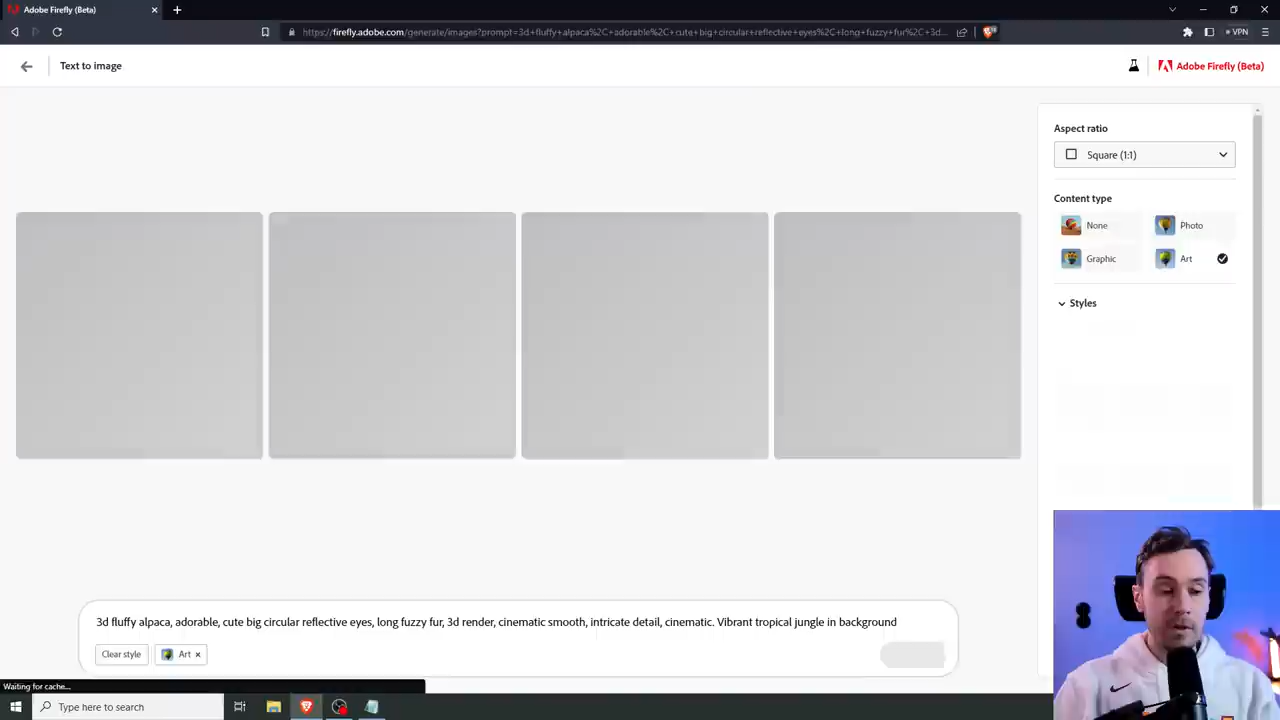 Adobe Firefly (Beta)
https://firefly.adobe.com/generate/images?prompt=3d+fluffy+alpaca%2C+adorable%2C+cute+big+circular+reflective+eyes%2C+long+fuzzy+fur%2C+3d...
VPN
Text to image
Adobe Firefly (Beta)
Aspect ratio
Square (1:1)
Content type
None
Photo
Graphic
Art
Styles
3d fluffy alpaca, adorable, cute big circular reflective eyes, long fuzzy fur, 3d render, cinematic smooth, intricate detail, cinematic. Vibrant tropical jungle in background
Clear style
Art
Waiting for cache...
Type here to search